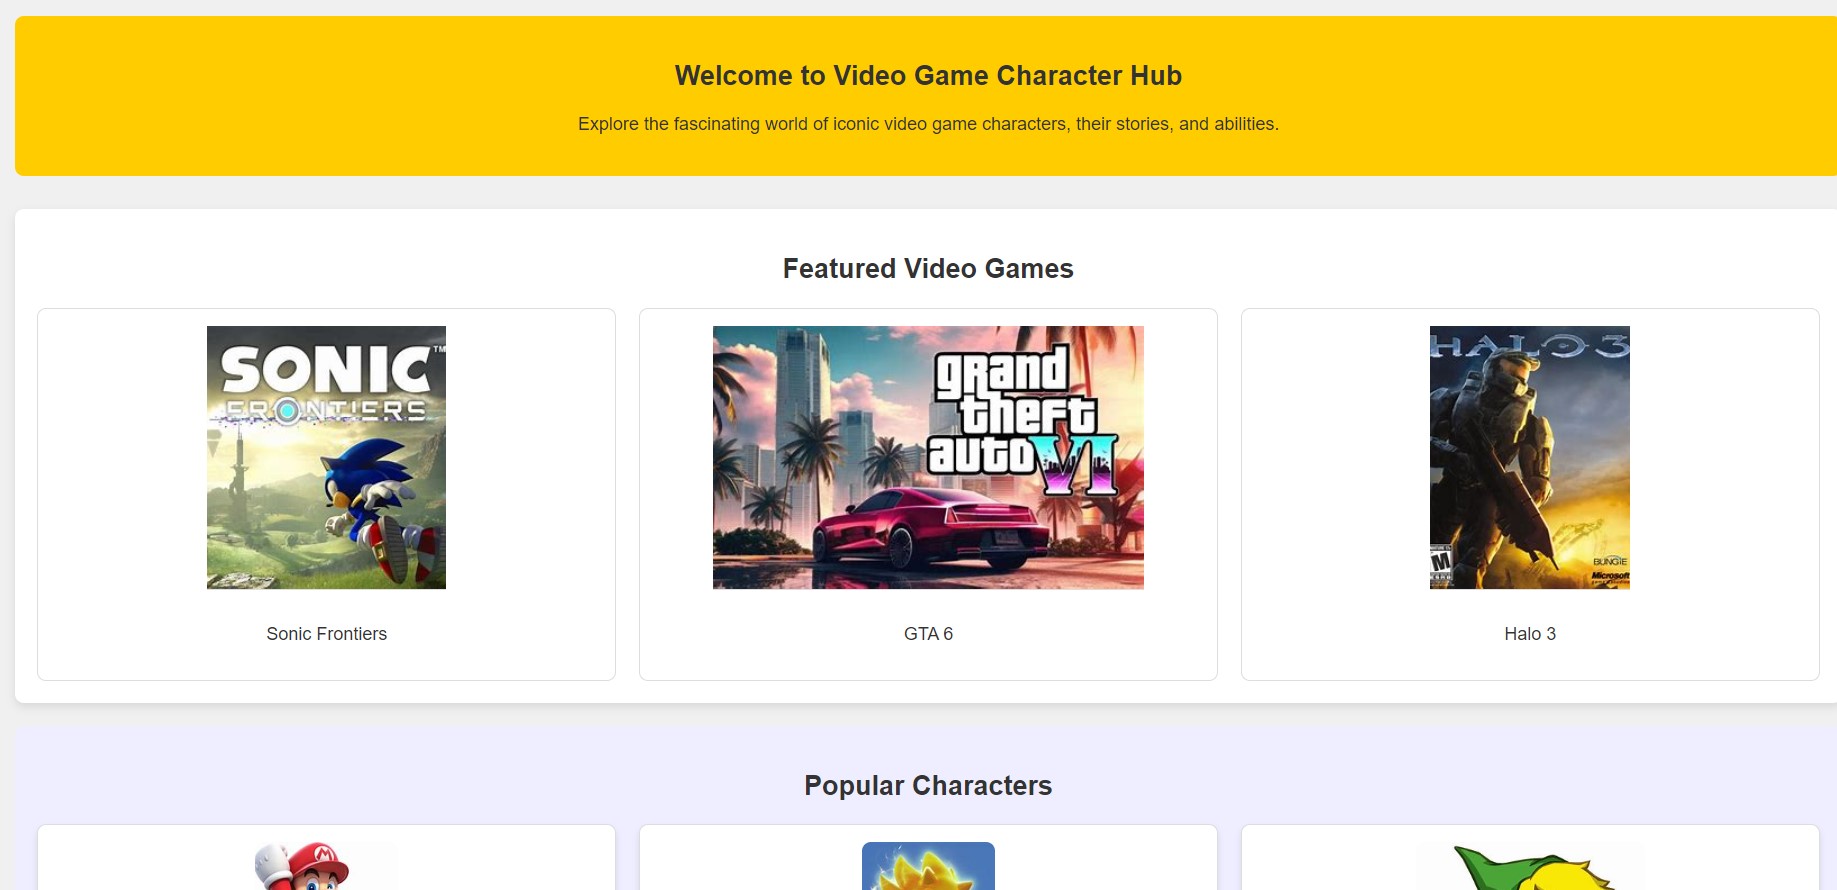 Welcome to Video Game Character Hub
Explore the fascinating world of iconic video game characters, their stories, and abilities.
Featured Video Games
SONIC™
FRONTIERS
grand
theft
auto VI
HALO 3
M
BUNGIE
Microsoft
Sonic Frontiers
GTA 6
Halo 3
Popular Characters
M